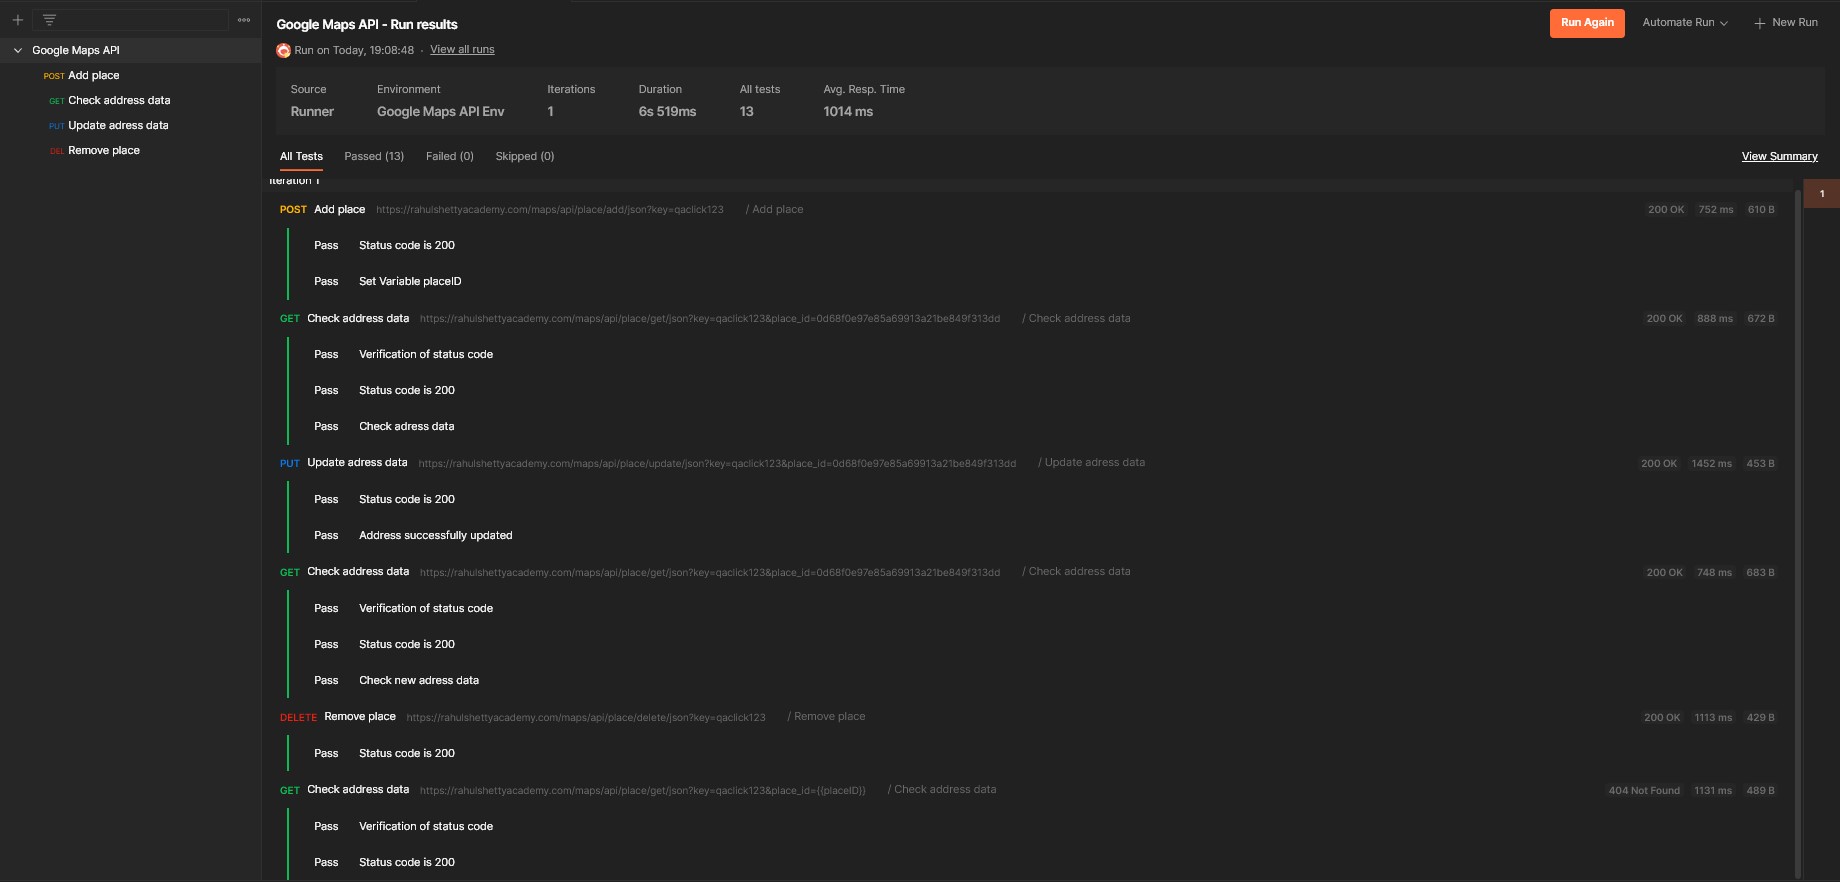 Google Maps API
POST Add place
GET Check address data
PUT Update adress data
DEL Remove place
Google Maps API - Run results
Run Again
Automate Run
New Run
Run on Today, 19:08:48 · View all runs
Source Environment Iterations Duration All tests Avg. Resp. Time
Runner Google Maps API Env 1 6s 519ms 13 1014 ms
All Tests Passed (13) Failed (0) Skipped (0) View Summary
Iteration 1
1
POST Add place https://rahulshettyacademy.com/maps/api/place/add/json?key=qaclick123 / Add place 200 OK 752 ms 610 B
Pass Status code is 200
Pass Set Variable placeID
GET Check address data https://rahulshettyacademy.com/maps/api/place/get/json?key=qaclick123&place_id=0d68f0e97e85a69913a21be849f313dd / Check address data 200 OK 888 ms 672 B
Pass Verification of status code
Pass Status code is 200
Pass Check adress data
PUT Update adress data https://rahulshettyacademy.com/maps/api/place/update/json?key=qaclick123&place_id=0d68f0e97e85a69913a21be849f313dd / Update adress data 200 OK 1452 ms 453 B
Pass Status code is 200
Pass Address successfully updated
GET Check address data https://rahulshettyacademy.com/maps/api/place/get/json?key=qaclick123&place_id=0d68f0e97e85a69913a21be849f313dd / Check address data 200 OK 748 ms 683 B
Pass Verification of status code
Pass Status code is 200
Pass Check new adress data
DELETE Remove place https://rahulshettyacademy.com/maps/api/place/delete/json?key=qaclick123 / Remove place 200 OK 1113 ms 429 B
Pass Status code is 200
GET Check address data https://rahulshettyacademy.com/maps/api/place/get/json?key=qaclick123&place_id={{placeID}} / Check address data 404 Not Found 1131 ms 489 B
Pass Verification of status code
Pass Status code is 200